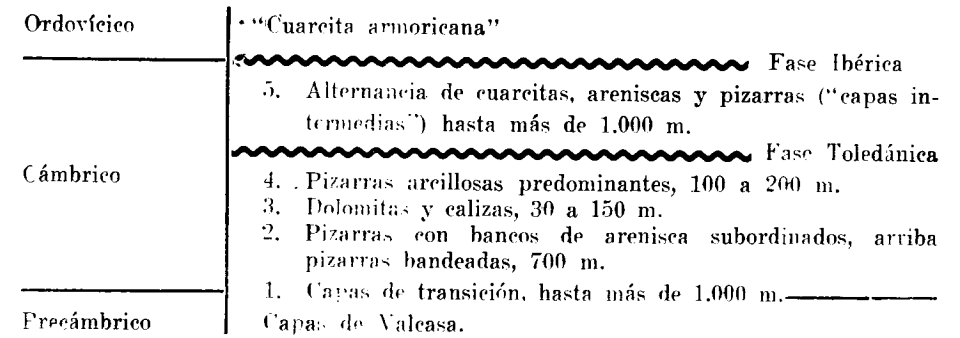 Ordovícico
"Cuarcita armoricana"
Fase Ibérica
5. Alternancia de cuarcitas, areniscas y pizarras ("capas in-
termedias") hasta más de 1.000 m.
Fase Toledánica
Cámbrico
4. Pizarras arcillosas predominantes, 100 a 200 m.
3. Dolomitas y calizas, 30 a 150 m.
2. Pizarras con bancos de arenisca subordinados, arriba
pizarras bandeadas, 700 m.
1. Capas de transición, hasta más de 1.000 m.
Precámbrico
Capas de Valcasa.